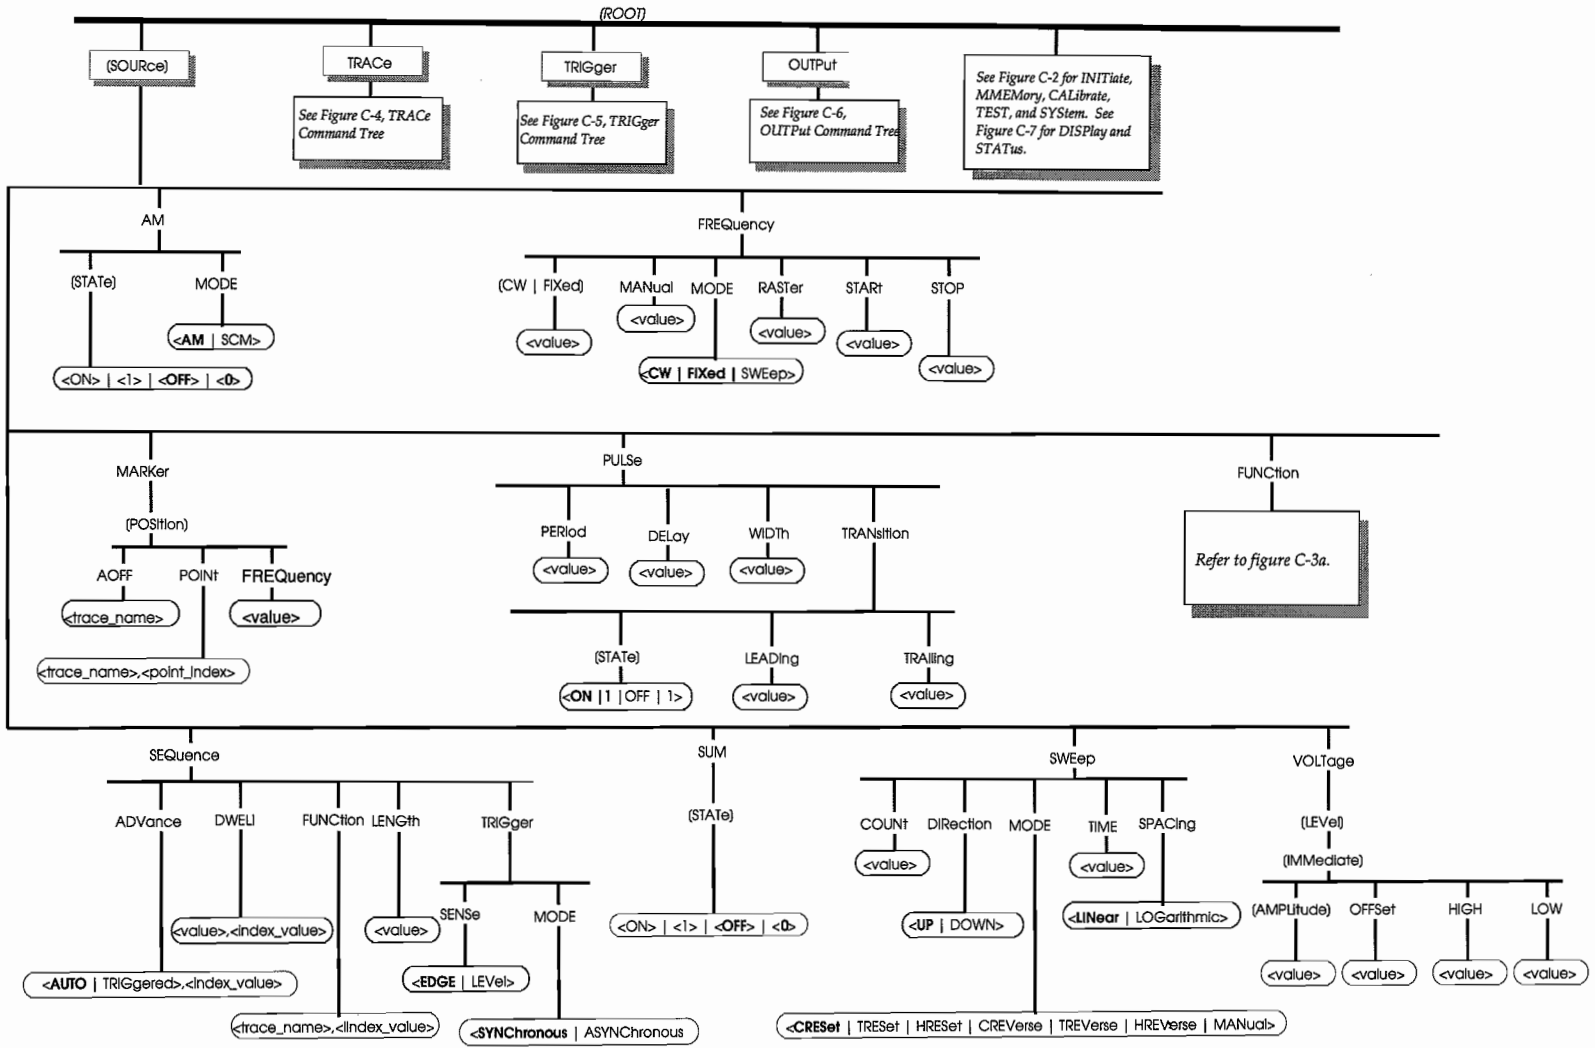 (ROOT)
(SOURce)
TRACe
TRIGger
OUTPut
See Figure C-4, TRACe
Command Tree
See Figure C-5, TRIGger
Command Tree
See Figure C-6,
OUTPut Command Tree
See Figure C-2 for INITiate,
MMEMory, CALibrate,
TEST, and SYStem. See
Figure C-7 for DISPlay and
STATus.
AM
FREQuency
(STATe)
MODE
(CW | FIXed)
MANual
MODE
RASTer
STARt
STOP
<AM | SCM>
<ON> | <1> | <OFF> | <0>
<value>
<value>
<CW | FIXed | SWEep>
<value>
<value>
<value>
MARKer
PULSe
FUNCtion
(POSItion)
AOFF
POINt
FREQuency
<trace_name>
<value>
<trace_name>,<point_index>
PERIod
DELay
WIDTh
TRANsition
<value>
<value>
<value>
Refer to figure C-3a.
(STATe)
LEADing
TRAIling
<ON |1 |OFF | 1>
<value>
<value>
SEQuence
SUM
SWEep
VOLTage
ADVance
DWELl
FUNCtion
LENGth
TRIGger
(STATe)
COUNt
DIRection
MODE
TIME
SPACing
(LEVel)
(IMMediate)
<value>
<value>
SENSe
MODE
(AMPLitude)
OFFSet
HIGH
LOW
<value>,<index_value>
<value>
<ON> | <1> | <OFF> | <0>
<UP | DOWN>
<LINear | LOGarithmic>
<AUTO | TRIGgered>,<index_value>
<EDGE | LEVel>
<value>
<value>
<value>
<value>
<trace_name>,<IIndex_value>
<SYNChronous | ASYNChronous
<CRESet | TRESet | HRESet | CREVerse | TREVerse | HREVerse | MANual>